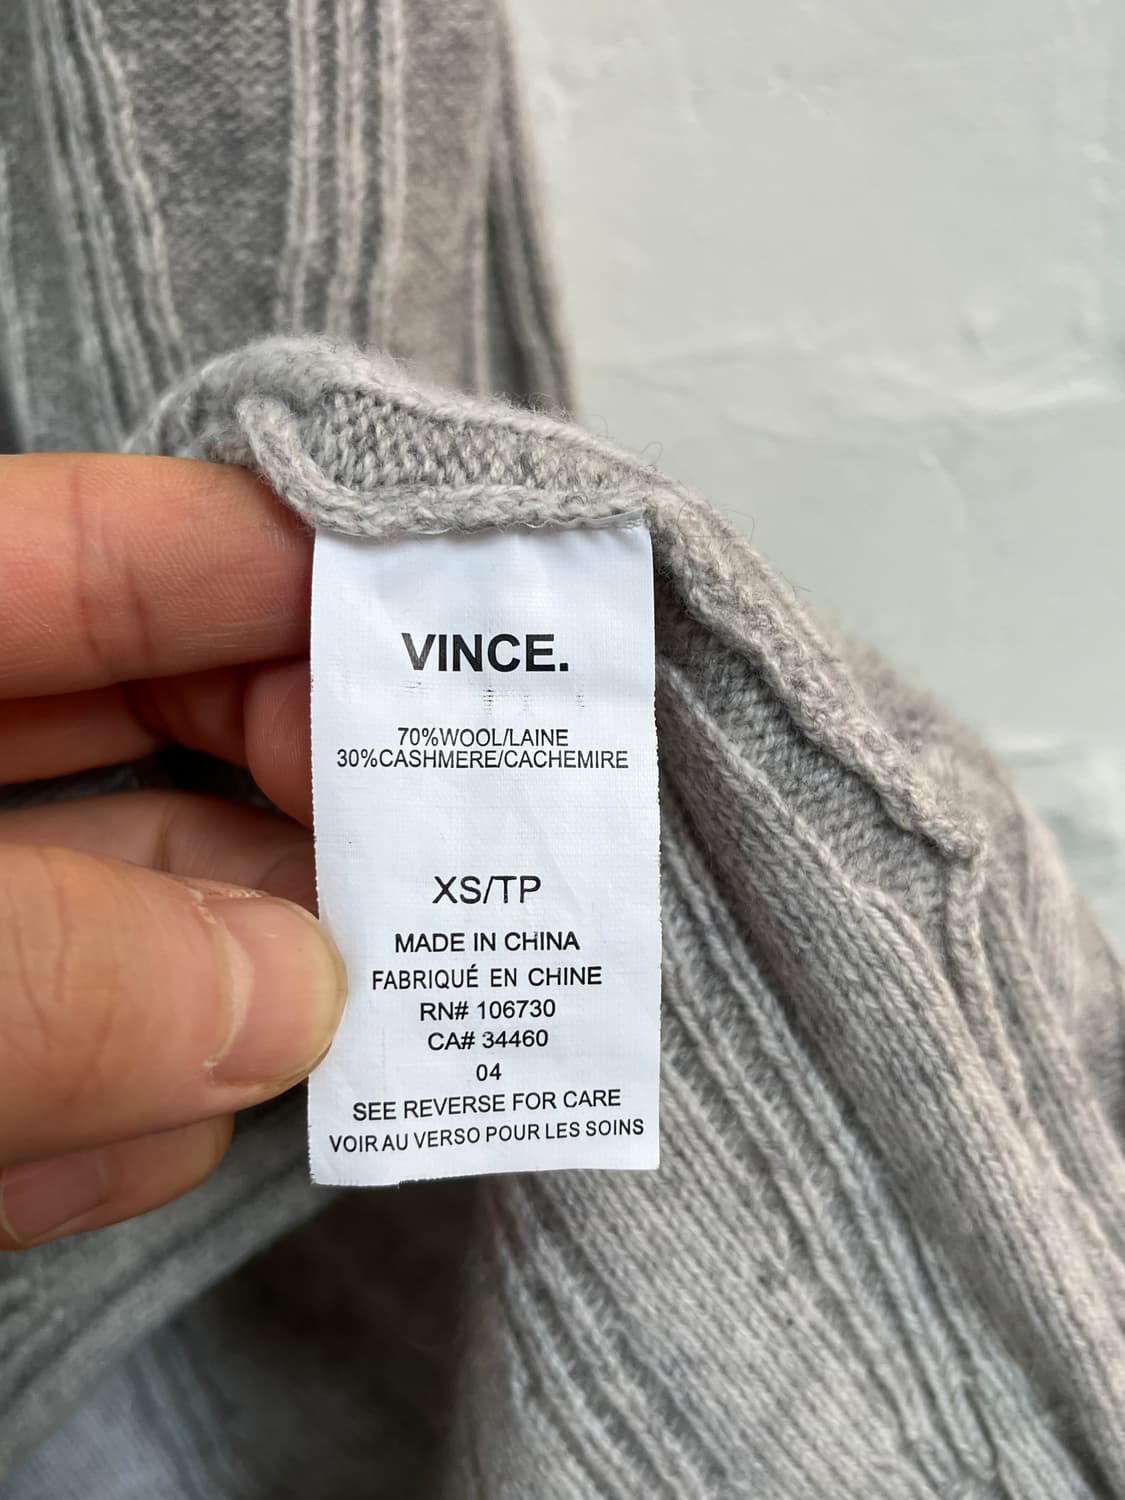 VINCE.
70%WOOL/LAINE
30%CASHMERE/CACHEMIRE
XS/TP
MADE IN CHINA
FABRIQUÉ EN CHINE
RN# 106730
CA# 34460
04
SEE REVERSE FOR CARE
VOIR AU VERSO POUR LES SOINS